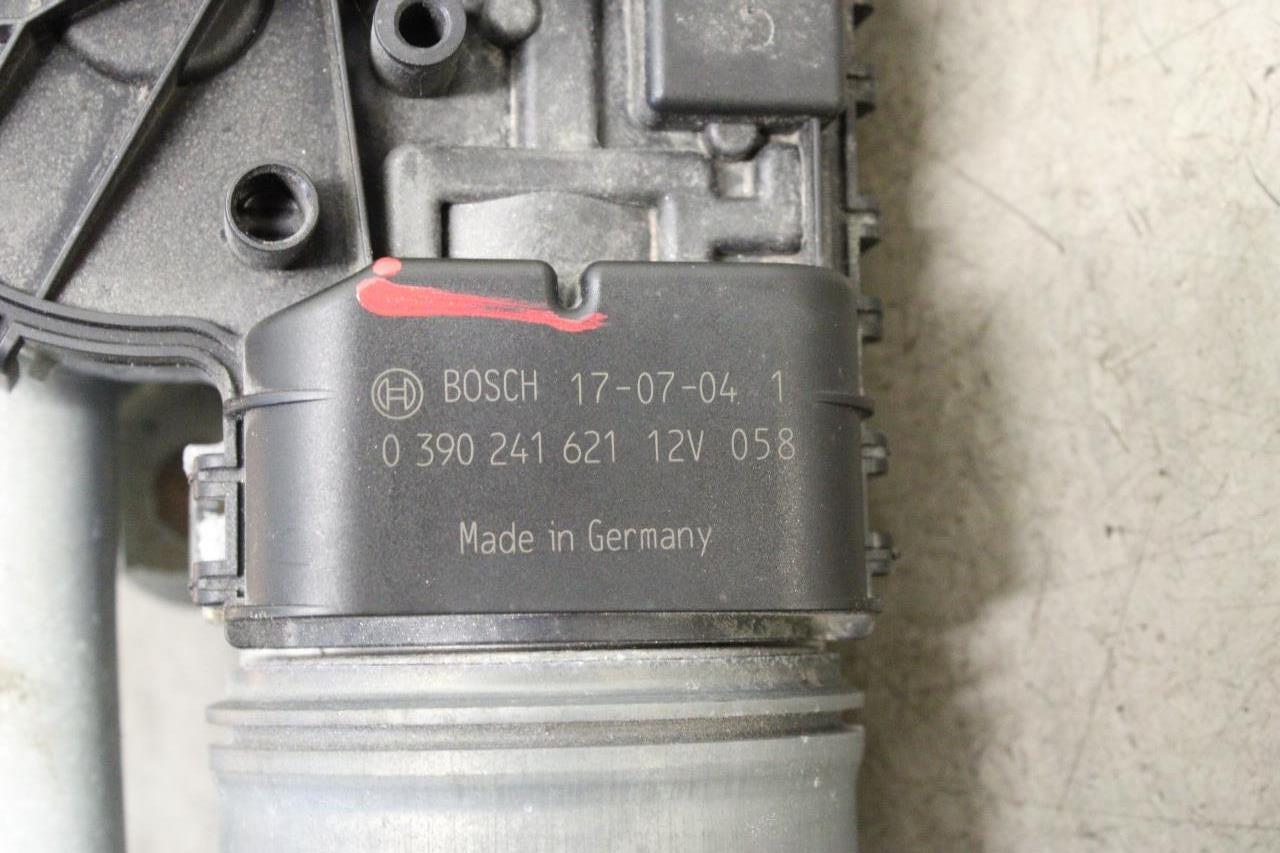 BOSCH 17-07-04 1
0 390 241 621 12V 058
Made in Germany